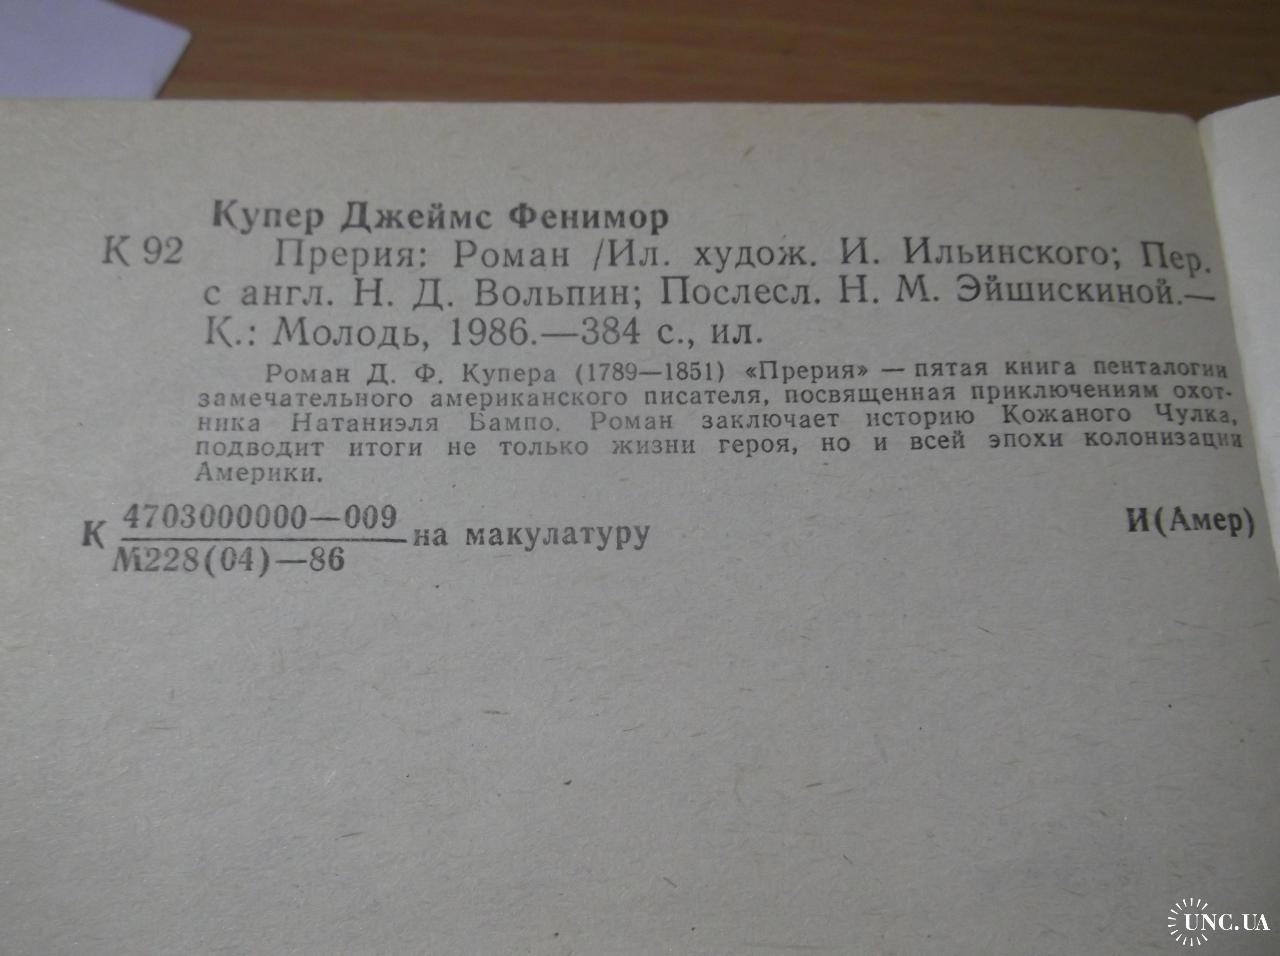 Купер Джеймс Фенимор
К 92 Прерия: Роман /Ил. худож. И. Ильинского; Пер.
с англ. Н. Д. Вольпин; Послесл. Н. М. Эйшискиной.—
К.: Молодь, 1986.—384 с., ил.
Роман Д. Ф. Купера (1789—1851) «Прерия» — пятая книга пенталогии
замечательного американского писателя, посвященная приключениям охот-
ника Натаниэля Бампо. Роман заключает историю Кожаного Чулка,
подводит итоги не только жизни героя, но и всей эпохи колонизации
Америки.
К 4703000000—009 на макулатуру И(Амер)
М228(04)—86
UNC.UA